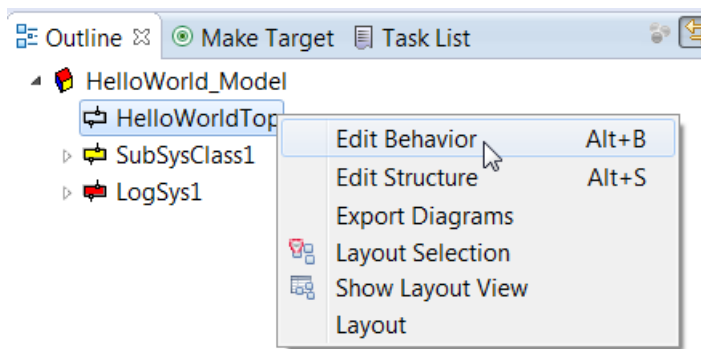 Outline Make Target Task List
HelloWorld_Model
HelloWorldTop
Edit Behavior Alt+B
SubSysClass1
Edit Structure Alt+S
LogSys1
Export Diagrams
Layout Selection
Show Layout View
Layout